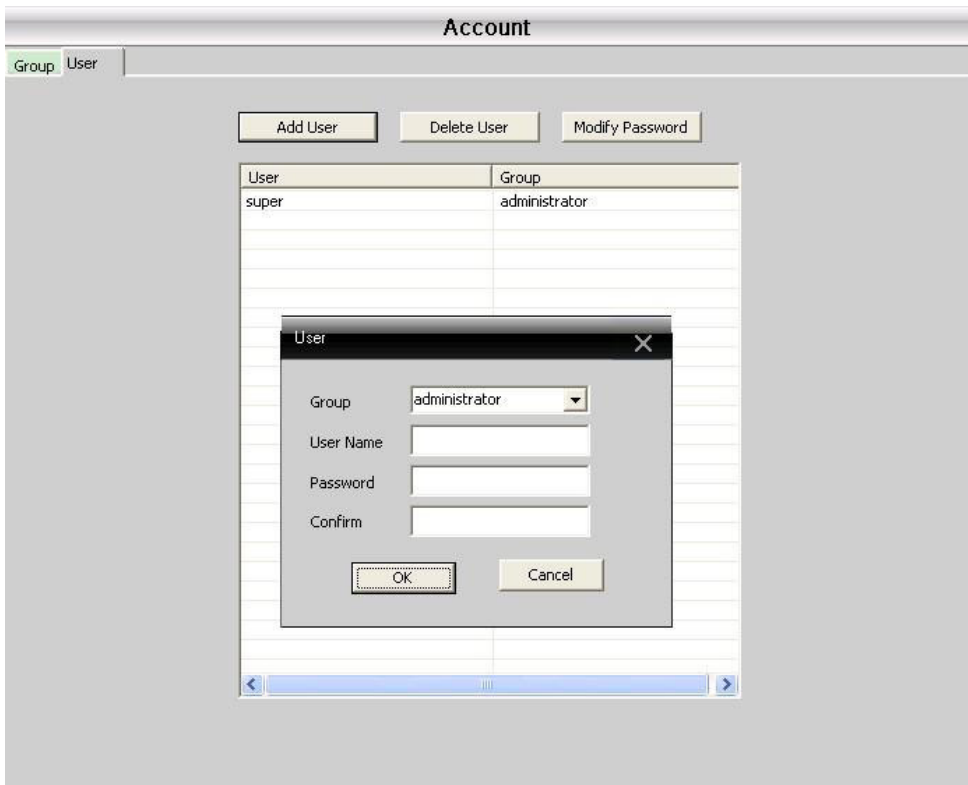 Account
Group User
Add User Delete User Modify Password
User Group
super administrator
User
Group administrator
User Name
Password
Confirm
OK Cancel